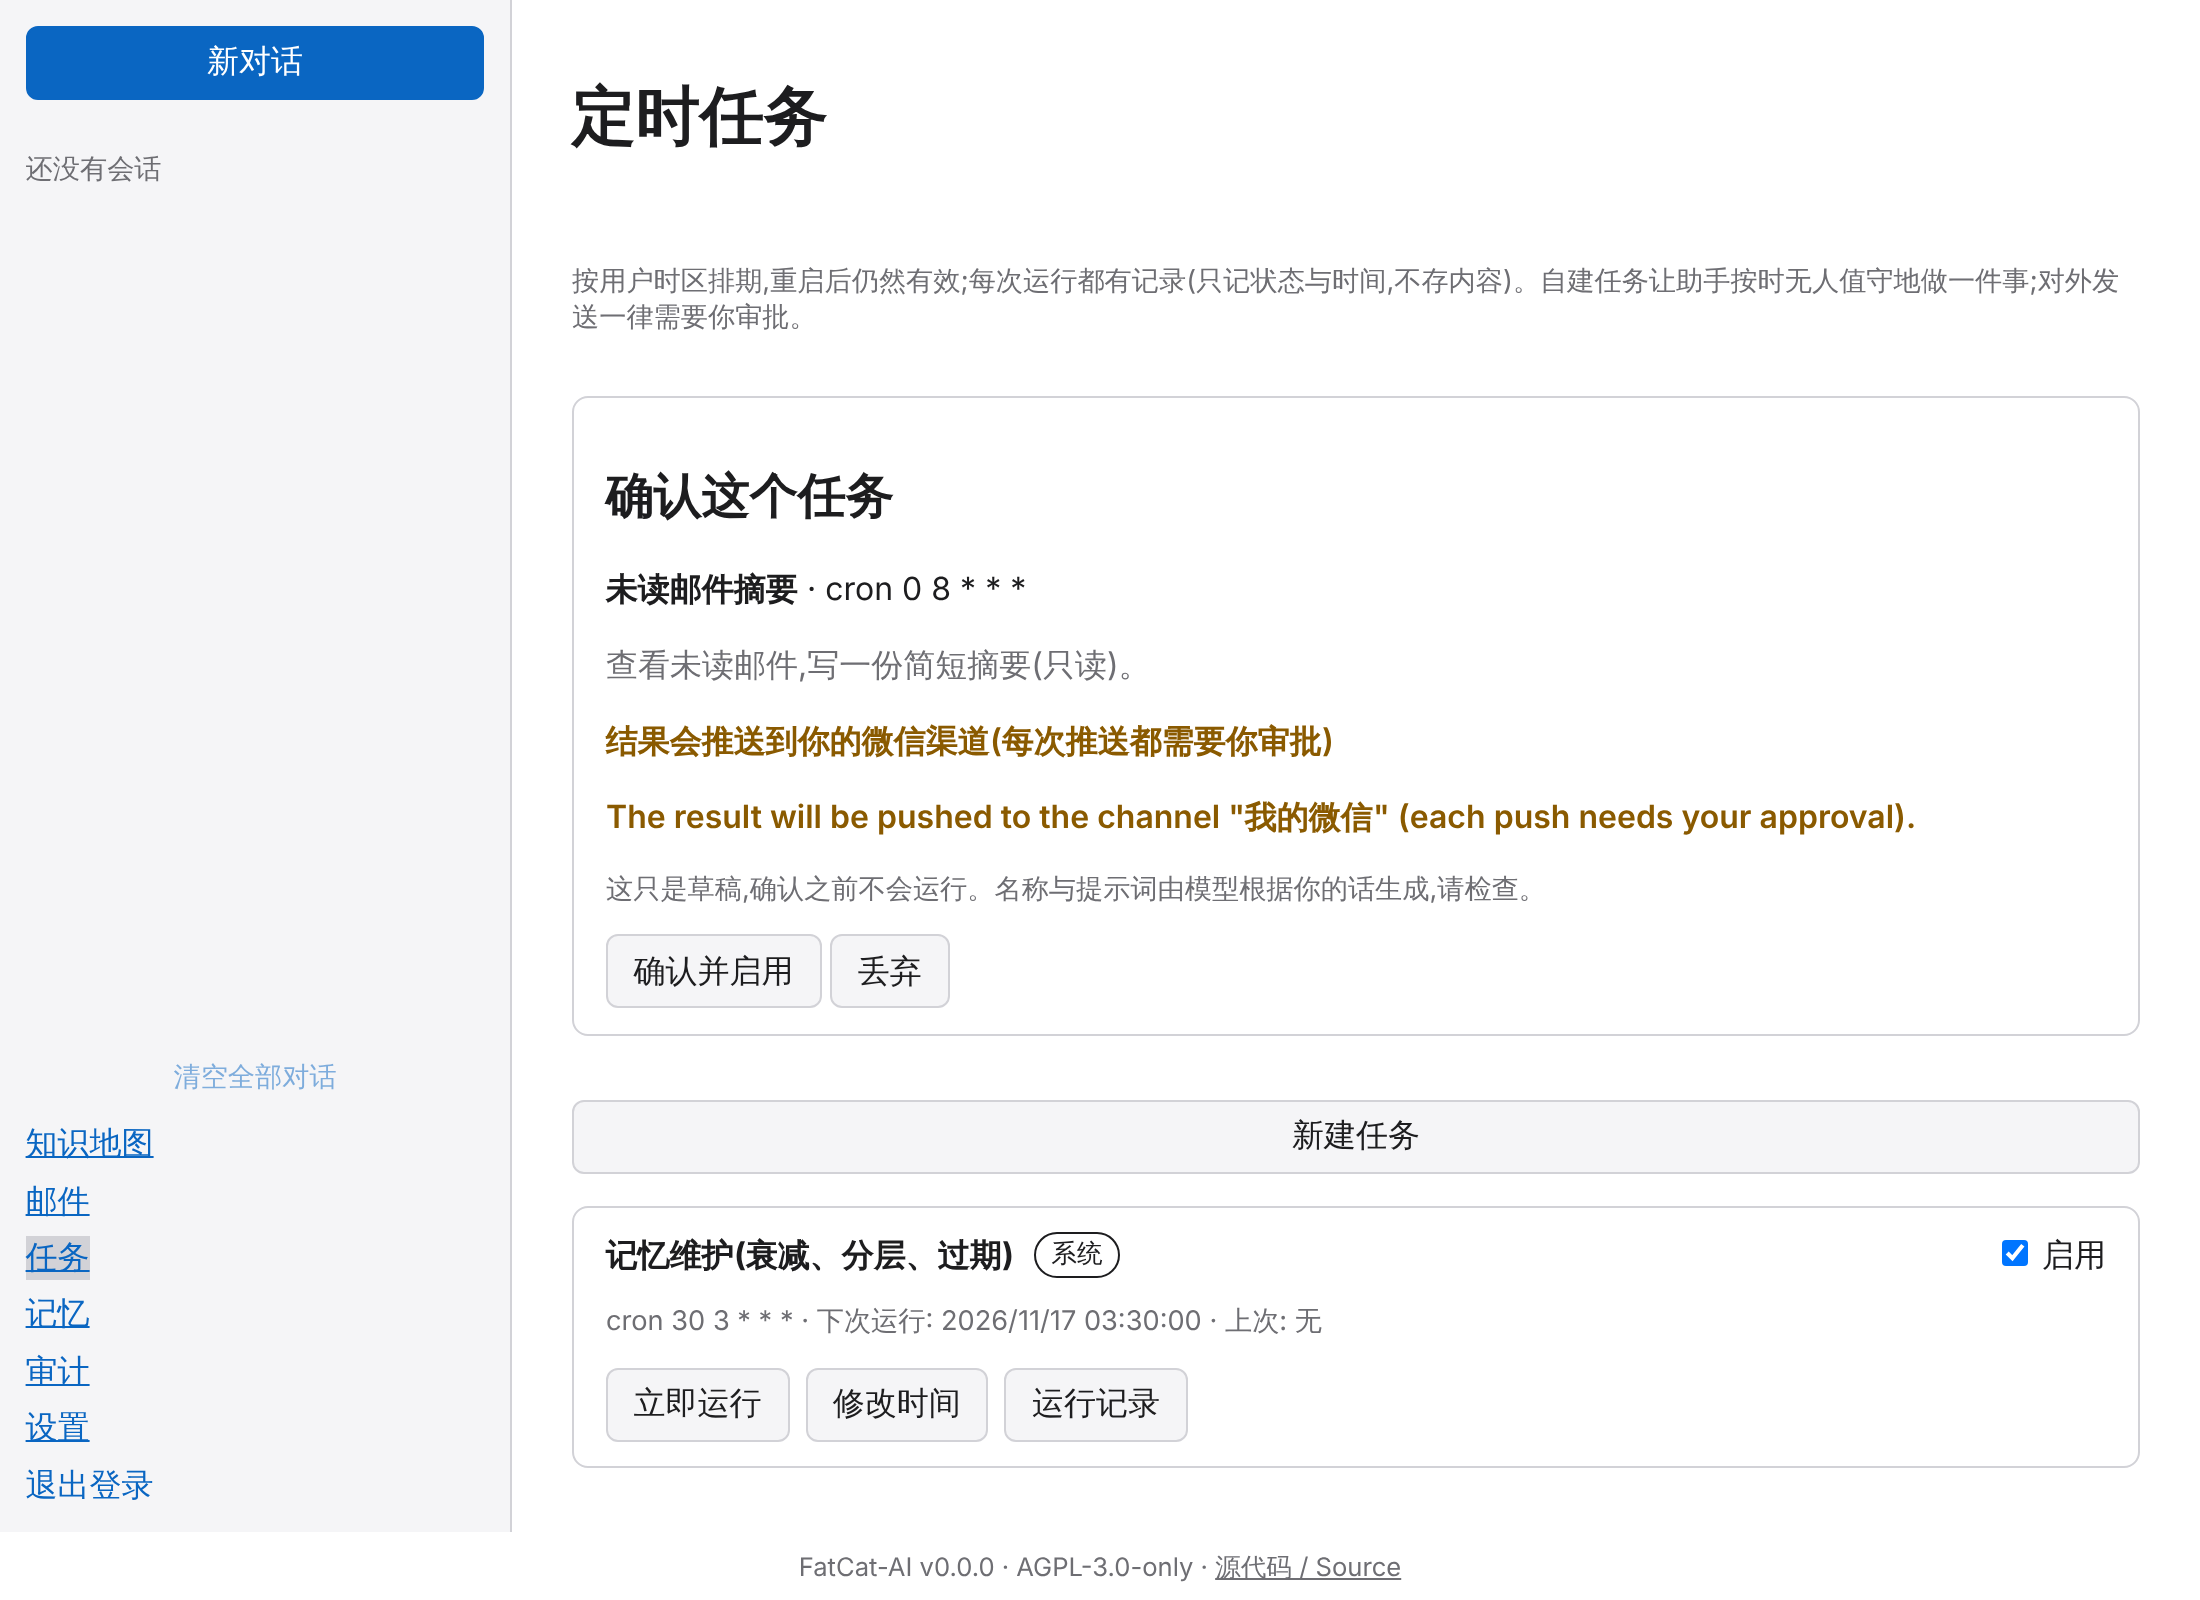 新对话
还没有会话
清空全部对话
知识地图
邮件
任务
记忆
审计
设置
退出登录
定时任务
按用户时区排期,重启后仍然有效;每次运行都有记录(只记状态与时间,不存内容)。自建任务让助手按时无人值守地做一件事;对外发
送一律需要你审批。
确认这个任务
未读邮件摘要 · cron 0 8 * * *
查看未读邮件,写一份简短摘要(只读)。
结果会推送到你的微信渠道(每次推送都需要你审批)
The result will be pushed to the channel "我的微信" (each push needs your approval).
这只是草稿,确认之前不会运行。名称与提示词由模型根据你的话生成,请检查。
确认并启用 丢弃
新建任务
记忆维护(衰减、分层、过期) 系统 启用
cron 30 3 * * * · 下次运行: 2026/11/17 03:30:00 · 上次: 无
立即运行 修改时间 运行记录
FatCat-AI v0.0.0 · AGPL-3.0-only · 源代码 / Source